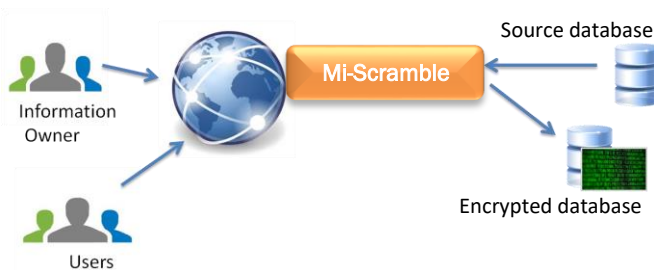 Source database
Mi-Scramble
Information
Owner
Encrypted database
Users